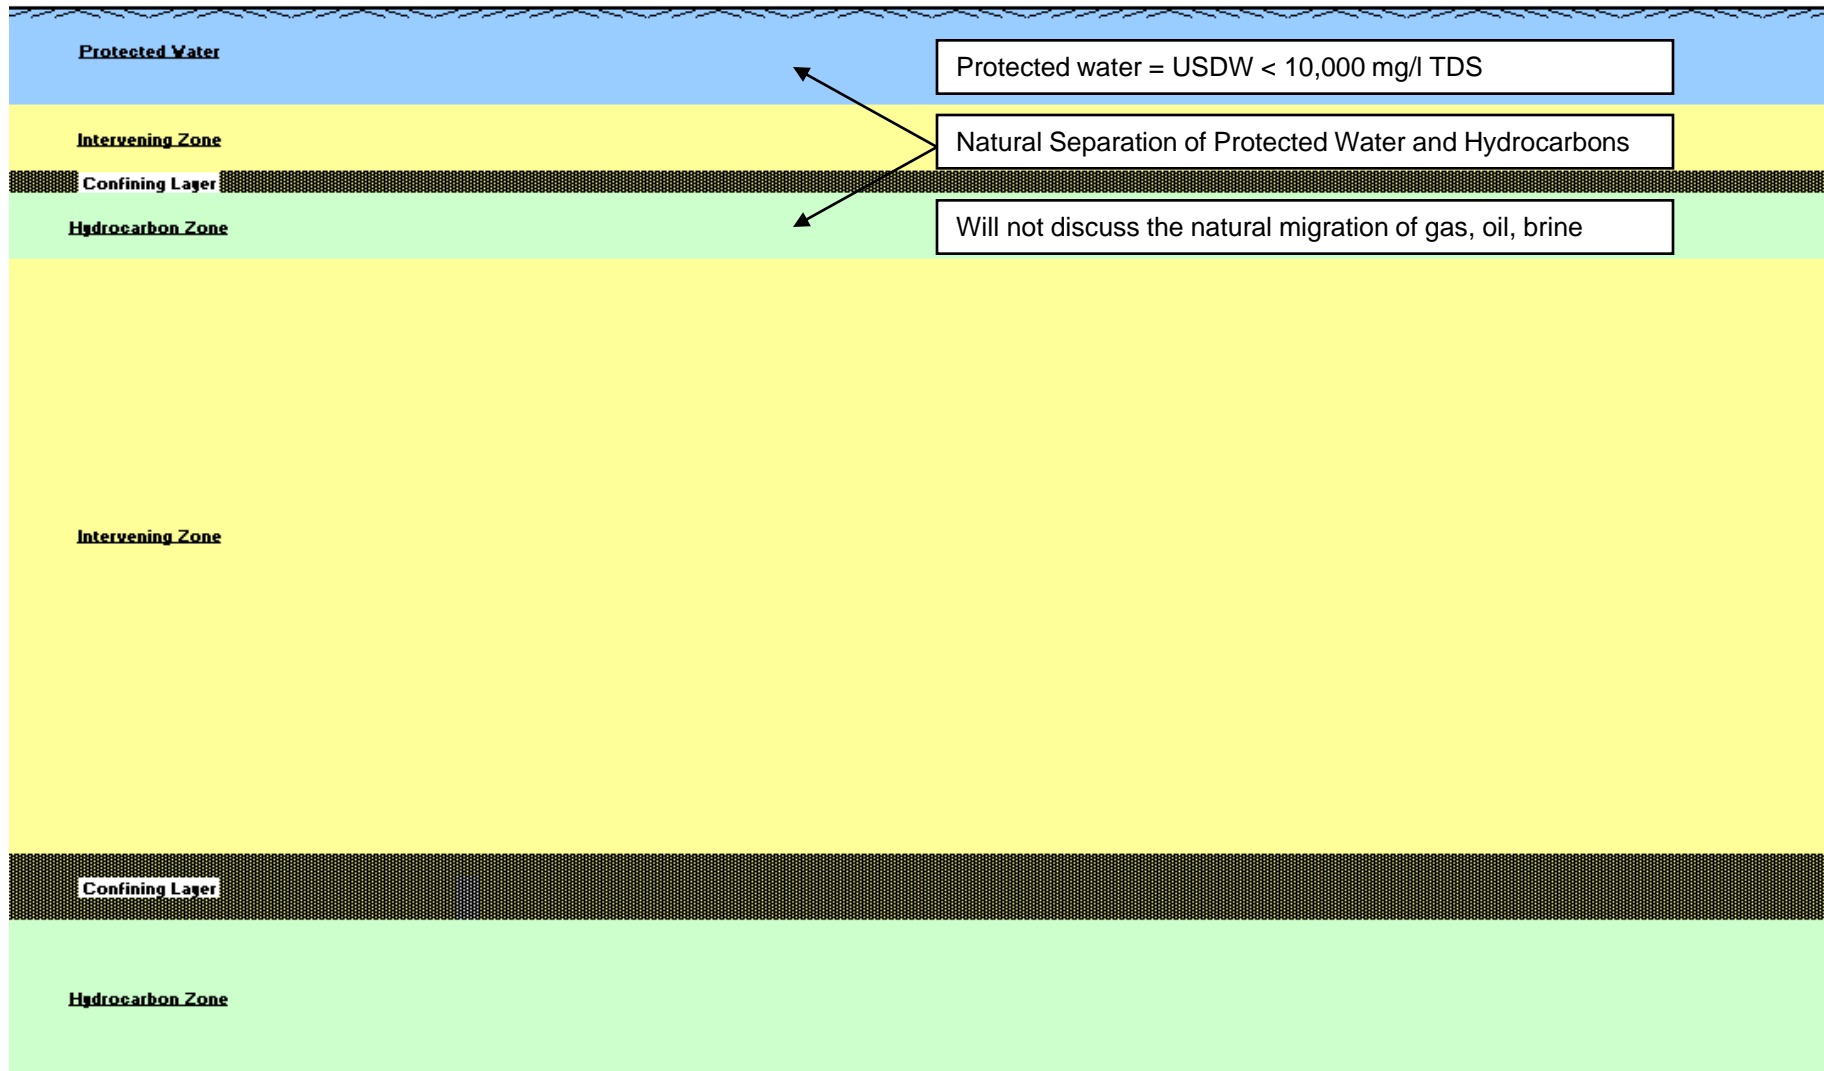 Protected Water
Protected water = USDW < 10,000 mg/l TDS
Intervening Zone
Natural Separation of Protected Water and Hydrocarbons
Confining Layer
Hydrocarbon Zone
Will not discuss the natural migration of gas, oil, brine
Intervening Zone
Confining Layer
Hydrocarbon Zone